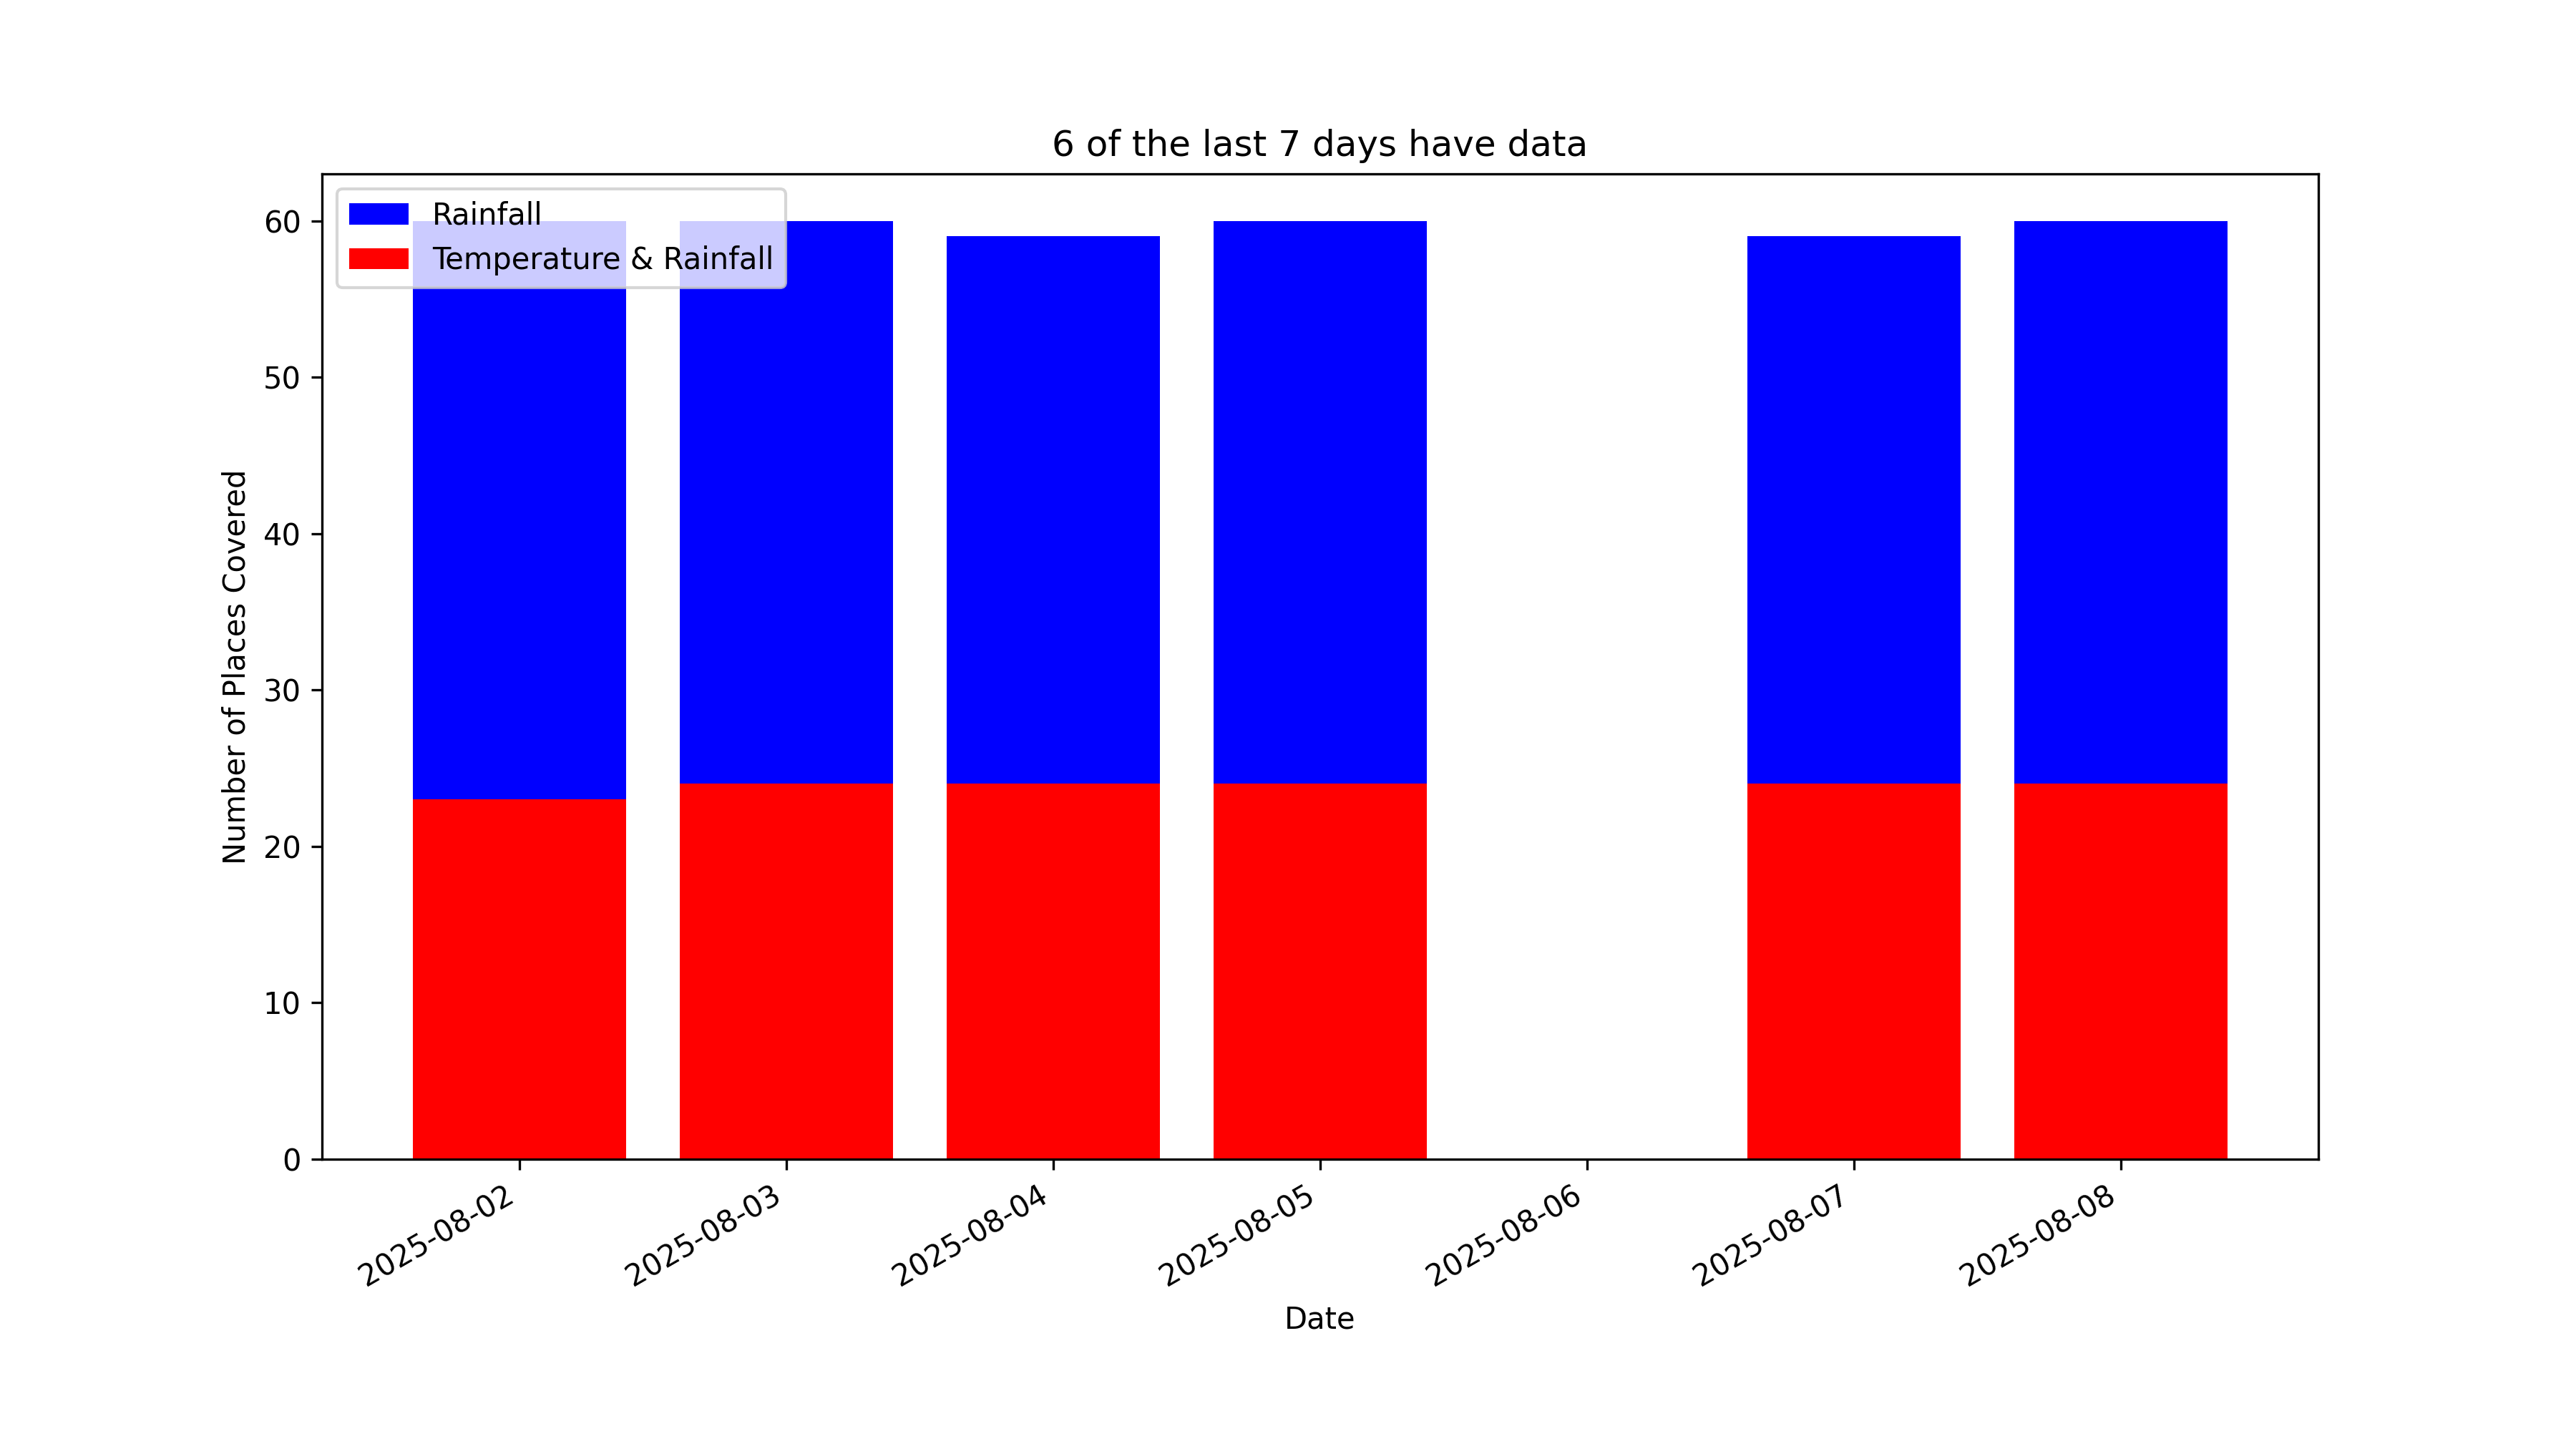 6 of the last 7 days have data
Rainfall
Temperature & Rainfall
Number of Places Covered
60
50
40
30
20
10
0
2025-08-02
2025-08-03
2025-08-04
2025-08-05
2025-08-06
2025-08-07
2025-08-08
Date